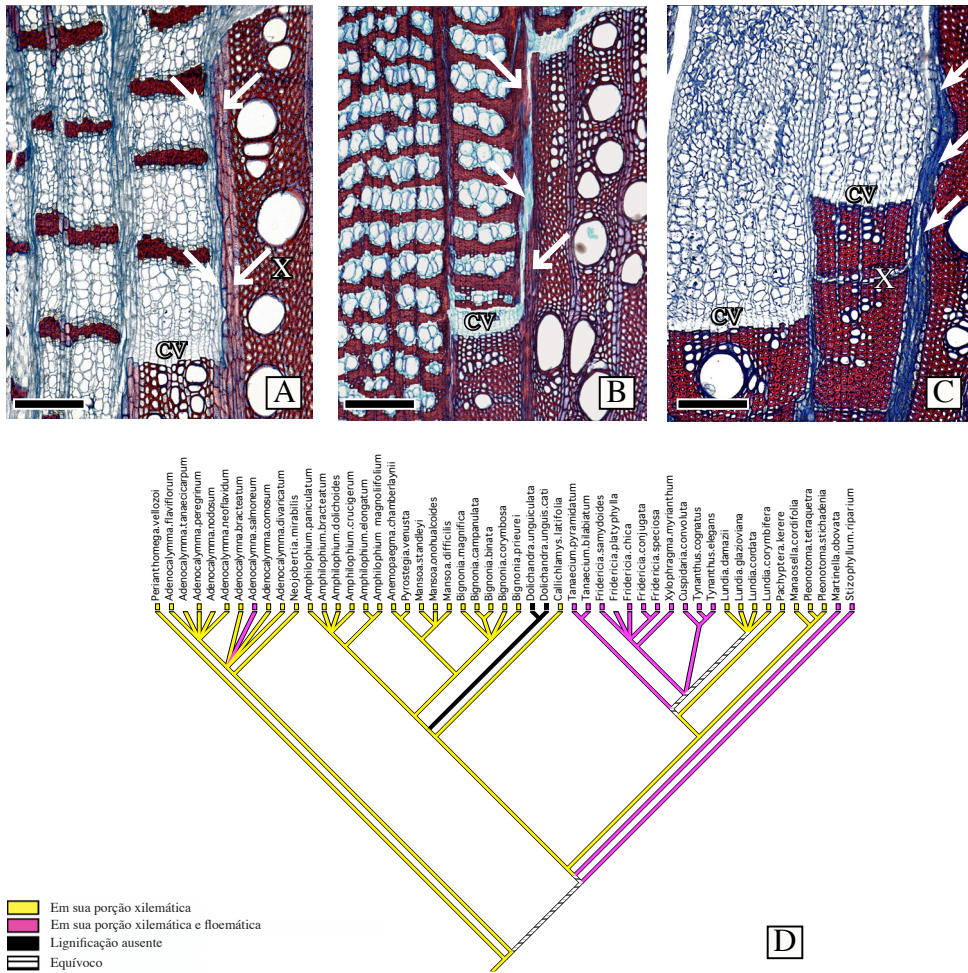 CV
X
A
CV
B
CV
CV
X
C
Perianthomega.vellozoi
Adenocalymma.flaviflorum
Adenocalymma.tanaecicarpum
Adenocalymma.peregrinum
Adenocalymma.nodosum
Adenocalymma.neoflavidum
Adenocalymma.bracteatum
Adenocalymma.salmoneum
Adenocalymma.comosum
Adenocalymma.divaricatum
Neojobertia.mirabilis
Amphilophium.paniculatum
Amphilophium.bracteatum
Amphilophium.dolichoides
Amphilophium.crucigerum
Amphilophium.elongatum
Amphilophium.magnoliifolium
Anemopaegma.chamberlaynii
Pyrostegia.venusta
Mansoa.standleyi
Mansoa.onohualcoides
Mansoa.difficilis
Bignonia.magnifica
Bignonia.campanulata
Bignonia.binata
Bignonia.corymbosa
Bignonia.prieurei
Dolichandra.unguiculata
Dolichandra.unguis.cati
Callichlamys.latifolia
Tanaecium.pyramidatum
Tanaecium.bilabiatum
Fridericia.samydoides
Fridericia.platyphylla
Fridericia.chica
Fridericia.conjugata
Fridericia.speciosa
Xylophragma.myrianthum
Cuspidaria.convoluta
Tynanthus.cognatus
Tynanthus.elegans
Lundia.damazii
Lundia.glazioviana
Lundia.cordata
Lundia.corymbifera
Pachyptera.kerere
Manaosella.cordifolia
Pleonotoma.tetraquetra
Pleonotoma.stichadenia
Martinella.obovata
Stizophyllum.riparium
Em sua porção xilemática
Em sua porção xilemática e floemática
Lignificação ausente
Equívoco
D